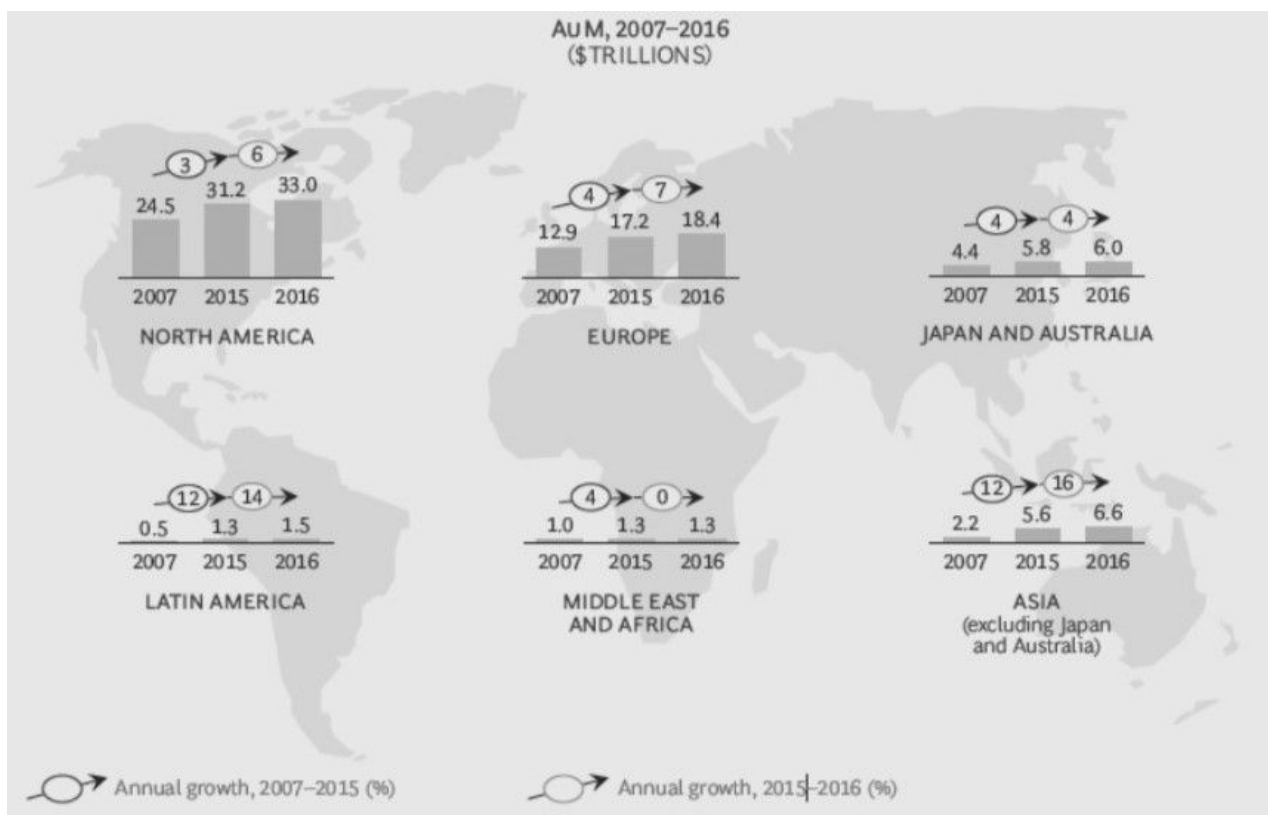 AuM, 2007–2016
($TRILLIONS)
3 6
24.5 31.2 33.0
2007 2015 2016
NORTH AMERICA
4 7
12.9 17.2 18.4
2007 2015 2016
EUROPE
4 4
4.4 5.8 6.0
2007 2015 2016
JAPAN AND AUSTRALIA
12 14
0.5 1.3 1.5
2007 2015 2016
LATIN AMERICA
4 0
1.0 1.3 1.3
2007 2015 2016
MIDDLE EAST
AND AFRICA
12 16
2.2 5.6 6.6
2007 2015 2016
ASIA
(excluding Japan
and Australia)
Annual growth, 2007–2015 (%)
Annual growth, 2015–2016 (%)